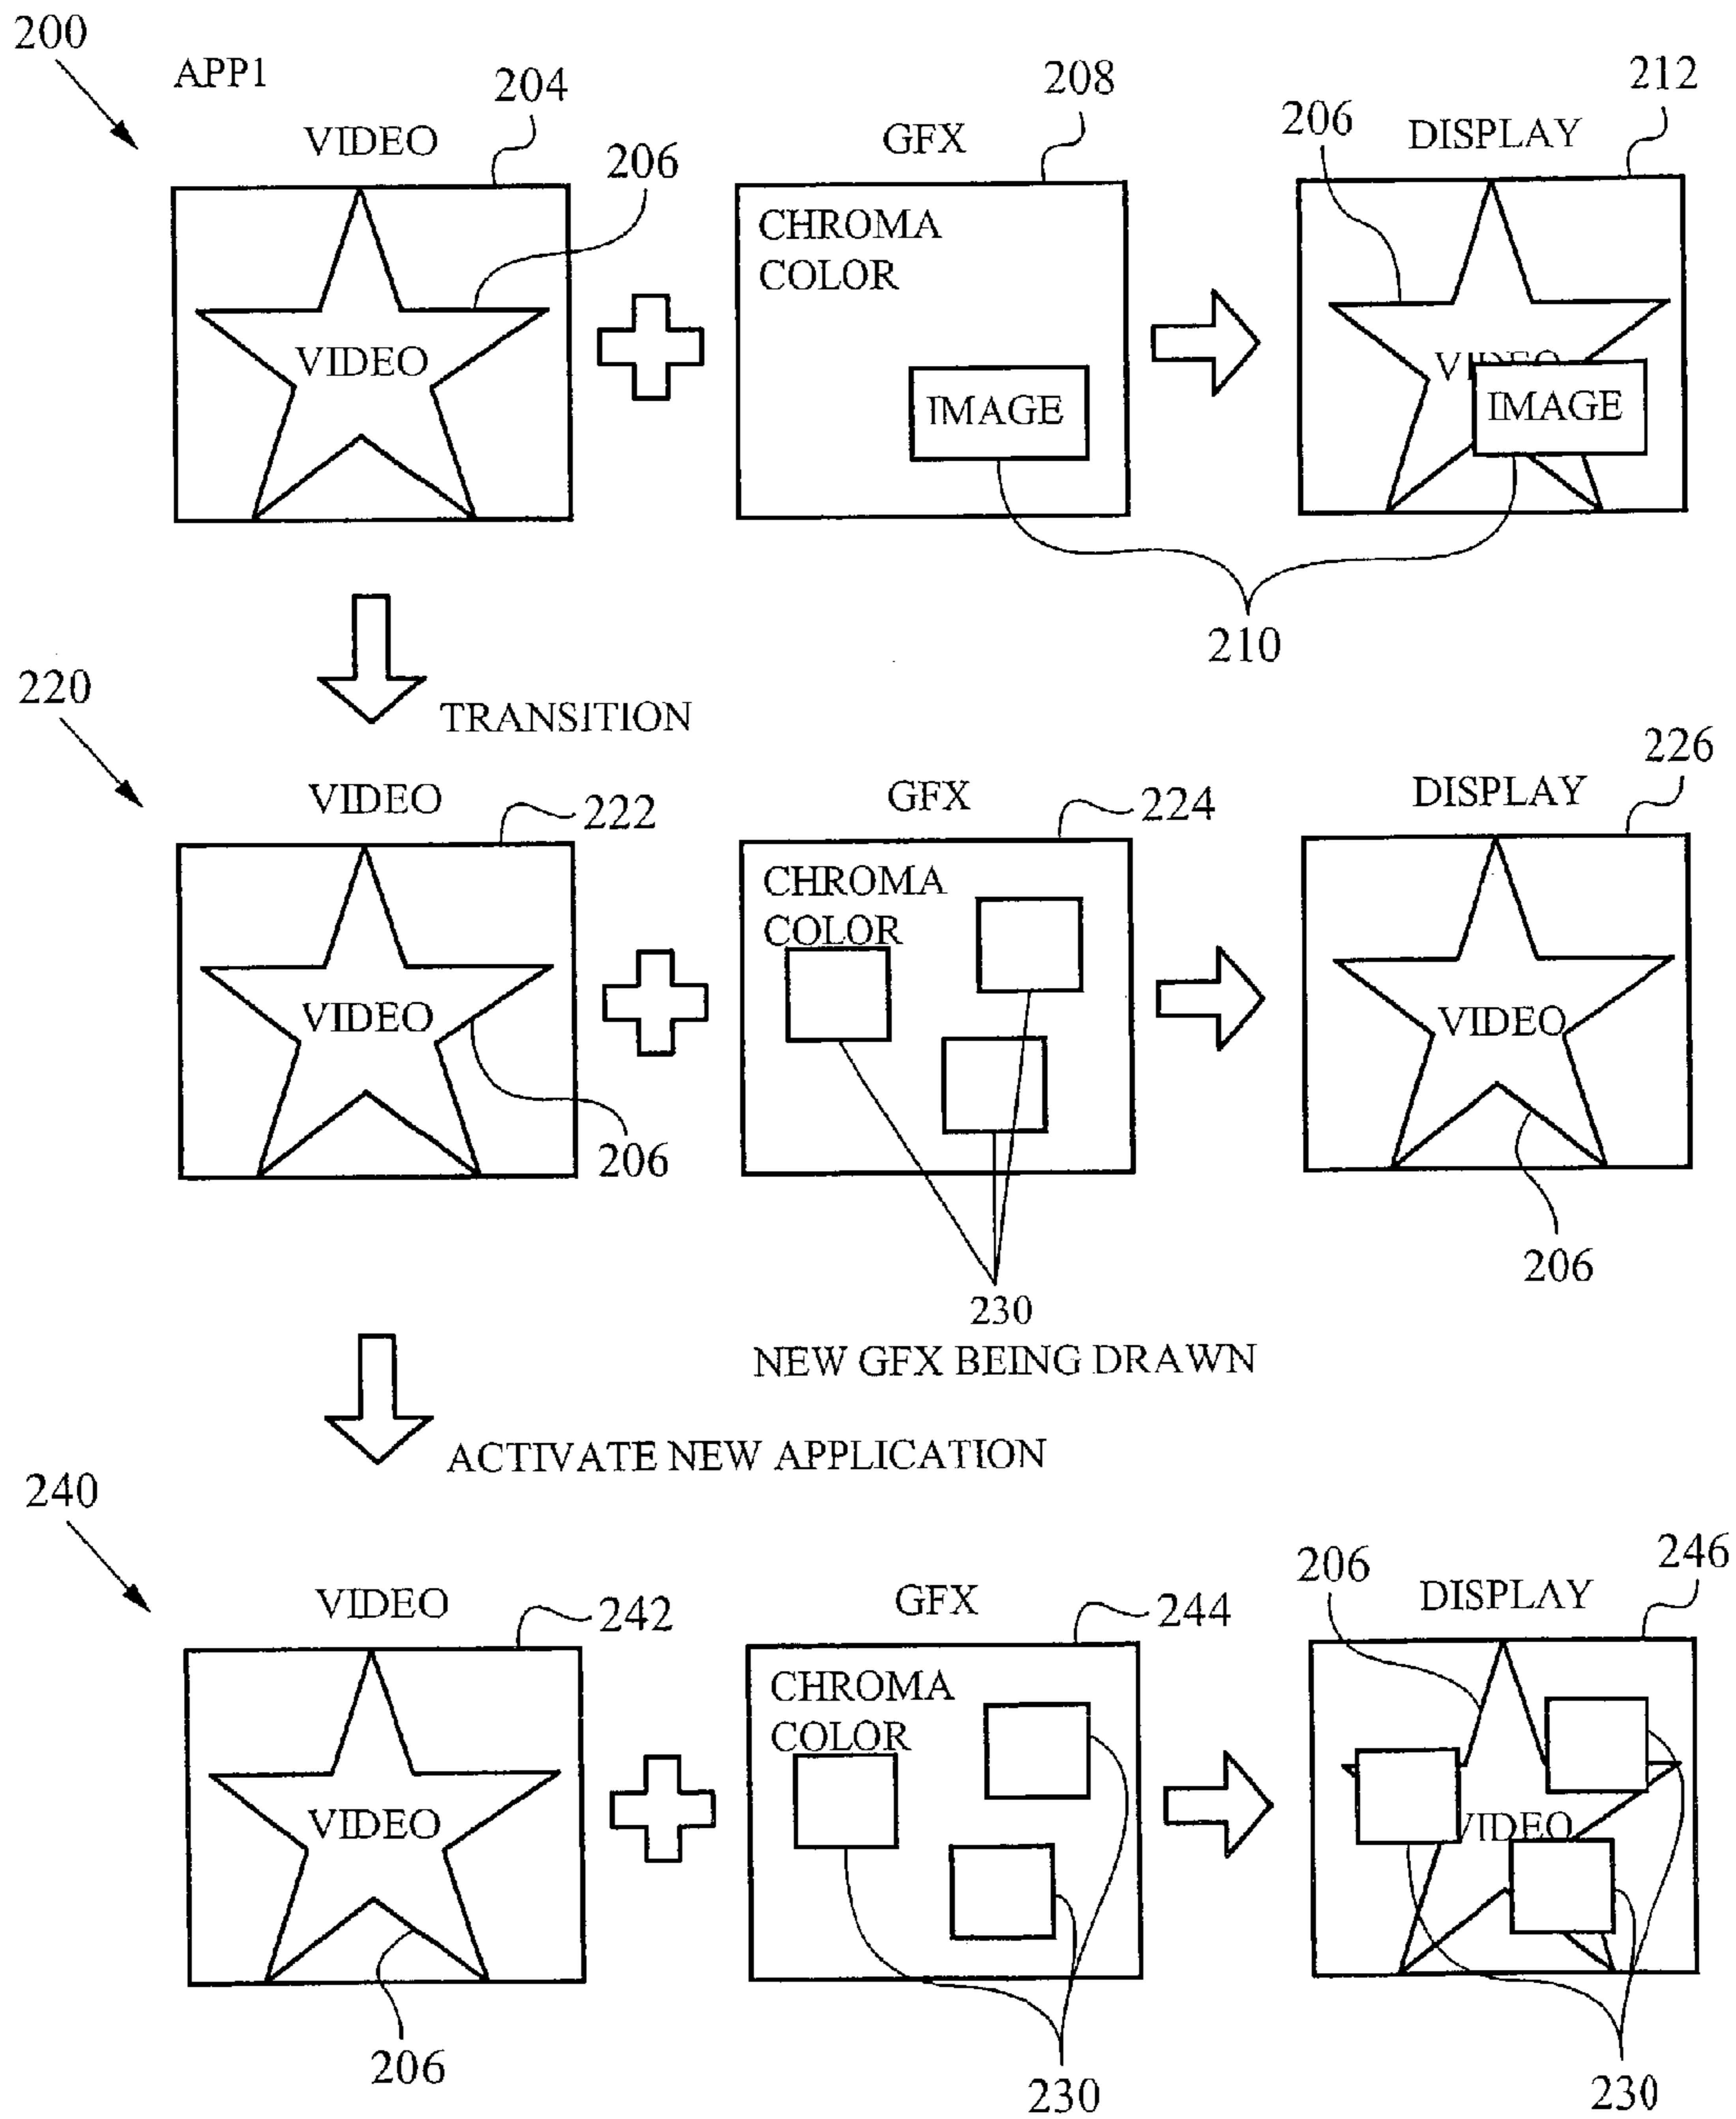 200
APP1
204
208
212
VIDEO
206
GFX
206
DISPLAY
CHROMA
COLOR
VIDEO
IMAGE
VIDEO
IMAGE
210
220
TRANSITION
226
VIDEO
222
GFX
224
DISPLAY
CHROMA
COLOR
VIDEO
VIDEO
206
206
230
NEW GFX BEING DRAWN
ACTIVATE NEW APPLICATION
240
206
246
VIDEO
242
GFX
244
DISPLAY
CHROMA
COLOR
VIDEO
VIDEO
206
230
230